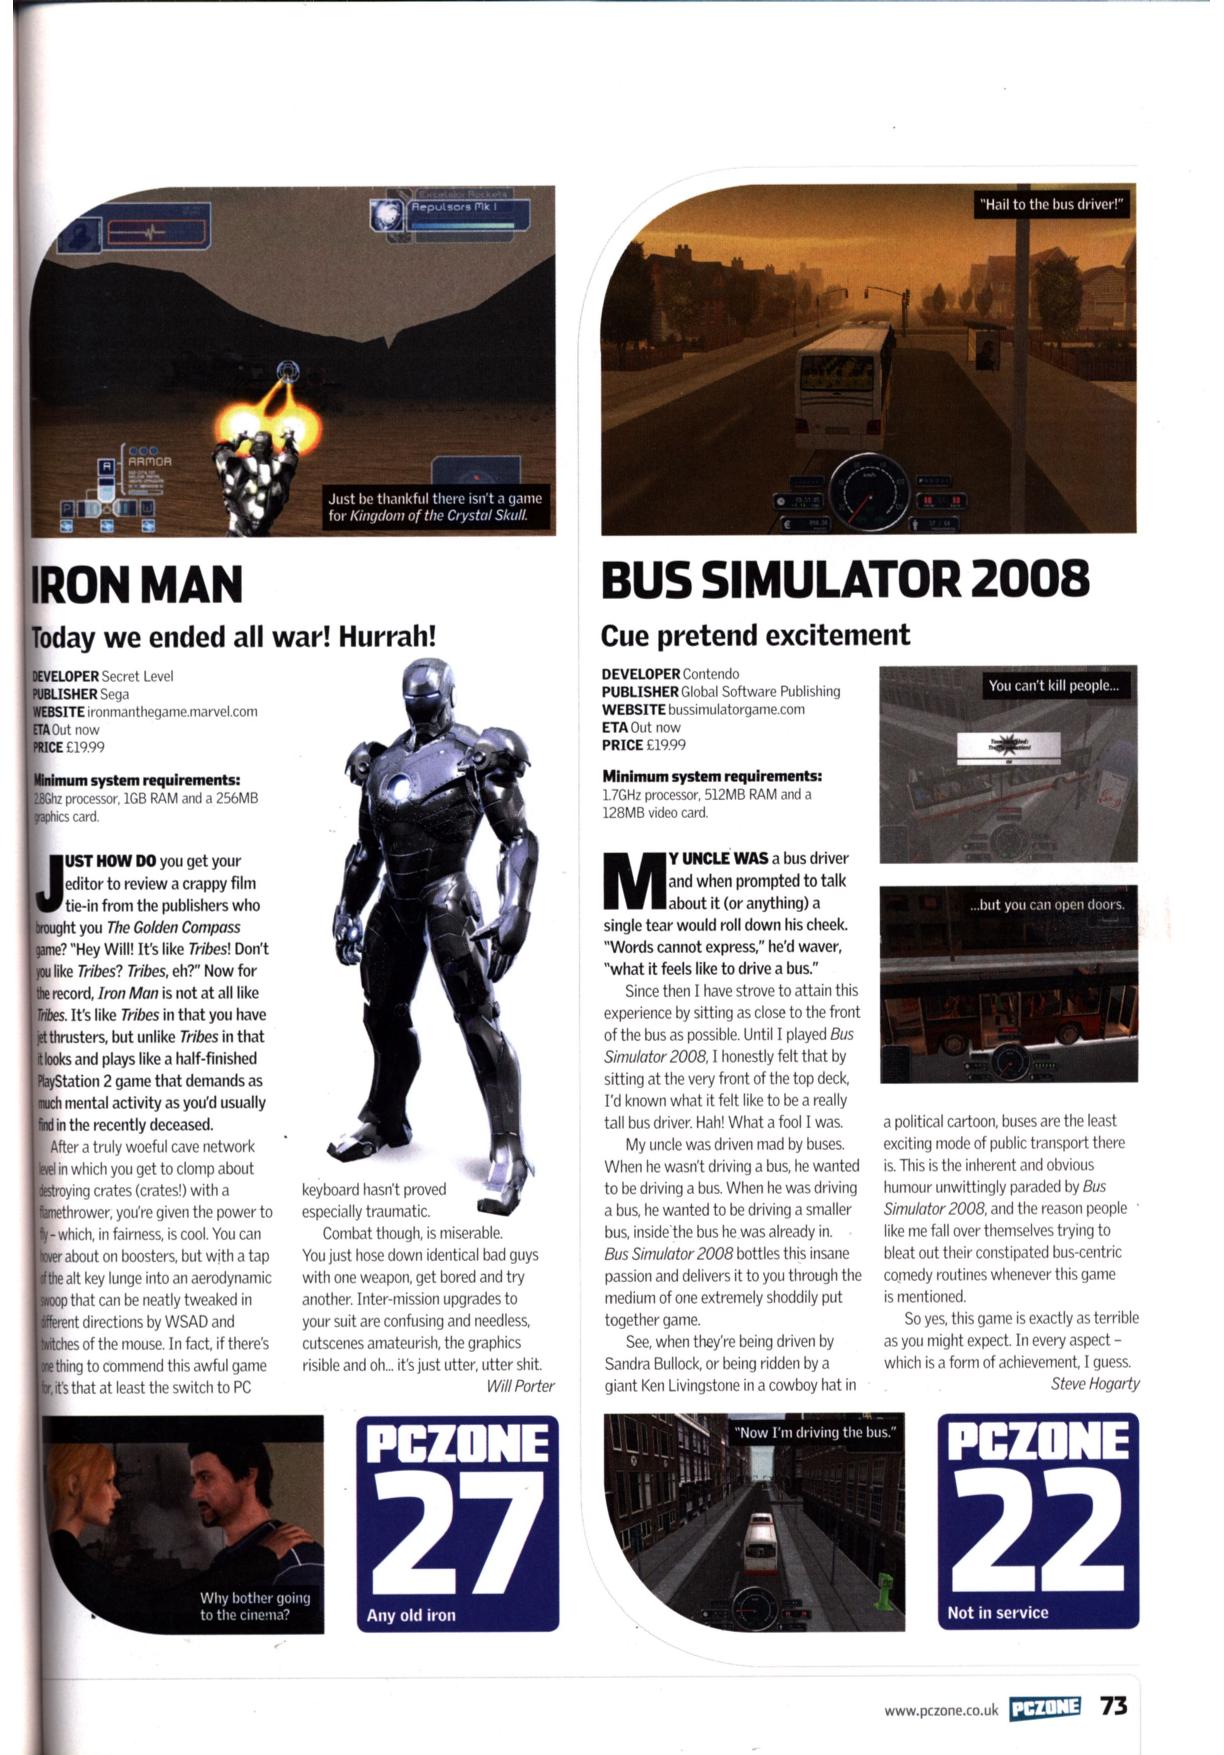 Excelsior Rockets
Repulsors Mk I
ARMOR
A
P
W
Just be thankful there isn't a game
for Kingdom of the Crystal Skull.
IRON MAN
Today we ended all war! Hurrah!
DEVELOPER Secret Level
PUBLISHER Sega
WEBSITE ironmanthegame.marvel.com
ETA Out now
PRICE £19.99
Minimum system requirements:
2.8Ghz processor, 1GB RAM and a 256MB
graphics card.
JUST HOW DO you get your
editor to review a crappy film
tie-in from the publishers who
brought you The Golden Compass
game? "Hey Will! It's like Tribes! Don't
you like Tribes? Tribes, eh?" Now for
the record, Iron Man is not at all like
Tribes. It's like Tribes in that you have
jet thrusters, but unlike Tribes in that
it looks and plays like a half-finished
PlayStation 2 game that demands as
much mental activity as you'd usually
find in the recently deceased.
After a truly woeful cave network
level in which you get to clomp about
destroying crates (crates!) with a
flamethrower, you're given the power to
fly – which, in fairness, is cool. You can
hover about on boosters, but with a tap
of the alt key lunge into an aerodynamic
swoop that can be neatly tweaked in
different directions by WSAD and
twitches of the mouse. In fact, if there's
one thing to commend this awful game
for, it's that at least the switch to PC
keyboard hasn't proved
especially traumatic.
Combat though, is miserable.
You just hose down identical bad guys
with one weapon, get bored and try
another. Inter-mission upgrades to
your suit are confusing and needless,
cutscenes amateurish, the graphics
risible and oh... it's just utter, utter shit.
Will Porter
Why bother going
to the cinema?
PCZONE
27
Any old iron
"Hail to the bus driver!"
BUS SIMULATOR 2008
Cue pretend excitement
DEVELOPER Contendo
PUBLISHER Global Software Publishing
WEBSITE bussimulatorgame.com
ETA Out now
PRICE £19.99
Minimum system requirements:
1.7GHz processor, 512MB RAM and a
128MB video card.
MY UNCLE WAS a bus driver
and when prompted to talk
about it (or anything) a
single tear would roll down his cheek.
"Words cannot express," he'd waver,
"what it feels like to drive a bus."
Since then I have strove to attain this
experience by sitting as close to the front
of the bus as possible. Until I played Bus
Simulator 2008, I honestly felt that by
sitting at the very front of the top deck,
I'd known what it felt like to be a really
tall bus driver. Hah! What a fool I was.
My uncle was driven mad by buses.
When he wasn't driving a bus, he wanted
to be driving a bus. When he was driving
a bus, he wanted to be driving a smaller
bus, inside the bus he was already in.
Bus Simulator 2008 bottles this insane
passion and delivers it to you through the
medium of one extremely shoddily put
together game.
See, when they're being driven by
Sandra Bullock, or being ridden by a
giant Ken Livingstone in a cowboy hat in
You can't kill people...
...but you can open doors.
a political cartoon, buses are the least
exciting mode of public transport there
is. This is the inherent and obvious
humour unwittingly paraded by Bus
Simulator 2008, and the reason people
like me fall over themselves trying to
bleat out their constipated bus-centric
comedy routines whenever this game
is mentioned.
So yes, this game is exactly as terrible
as you might expect. In every aspect –
which is a form of achievement, I guess.
Steve Hogarty
"Now I'm driving the bus."
PCZONE
22
Not in service
www.pczone.co.uk PCZONE 73